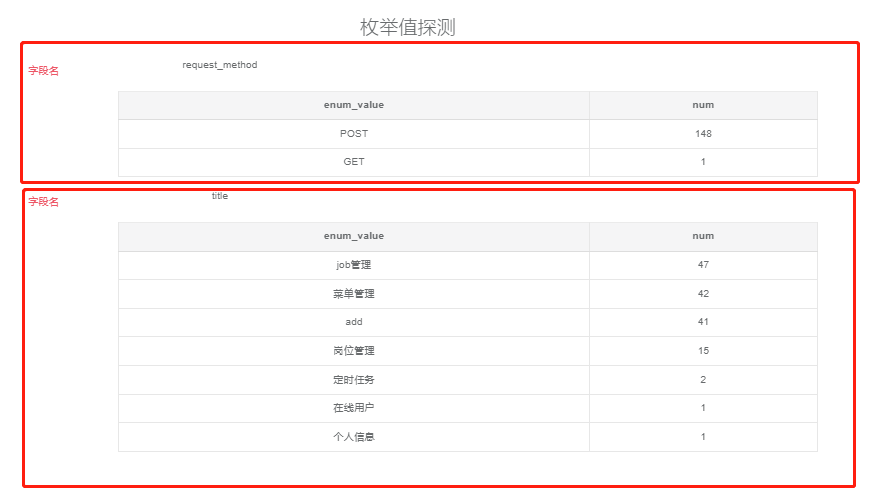 枚举值探测
字段名 request_method
enum_value num
POST 148
GET 1
字段名 title
enum_value num
job管理 47
菜单管理 42
add 41
岗位管理 15
定时任务 2
在线用户 1
个人信息 1